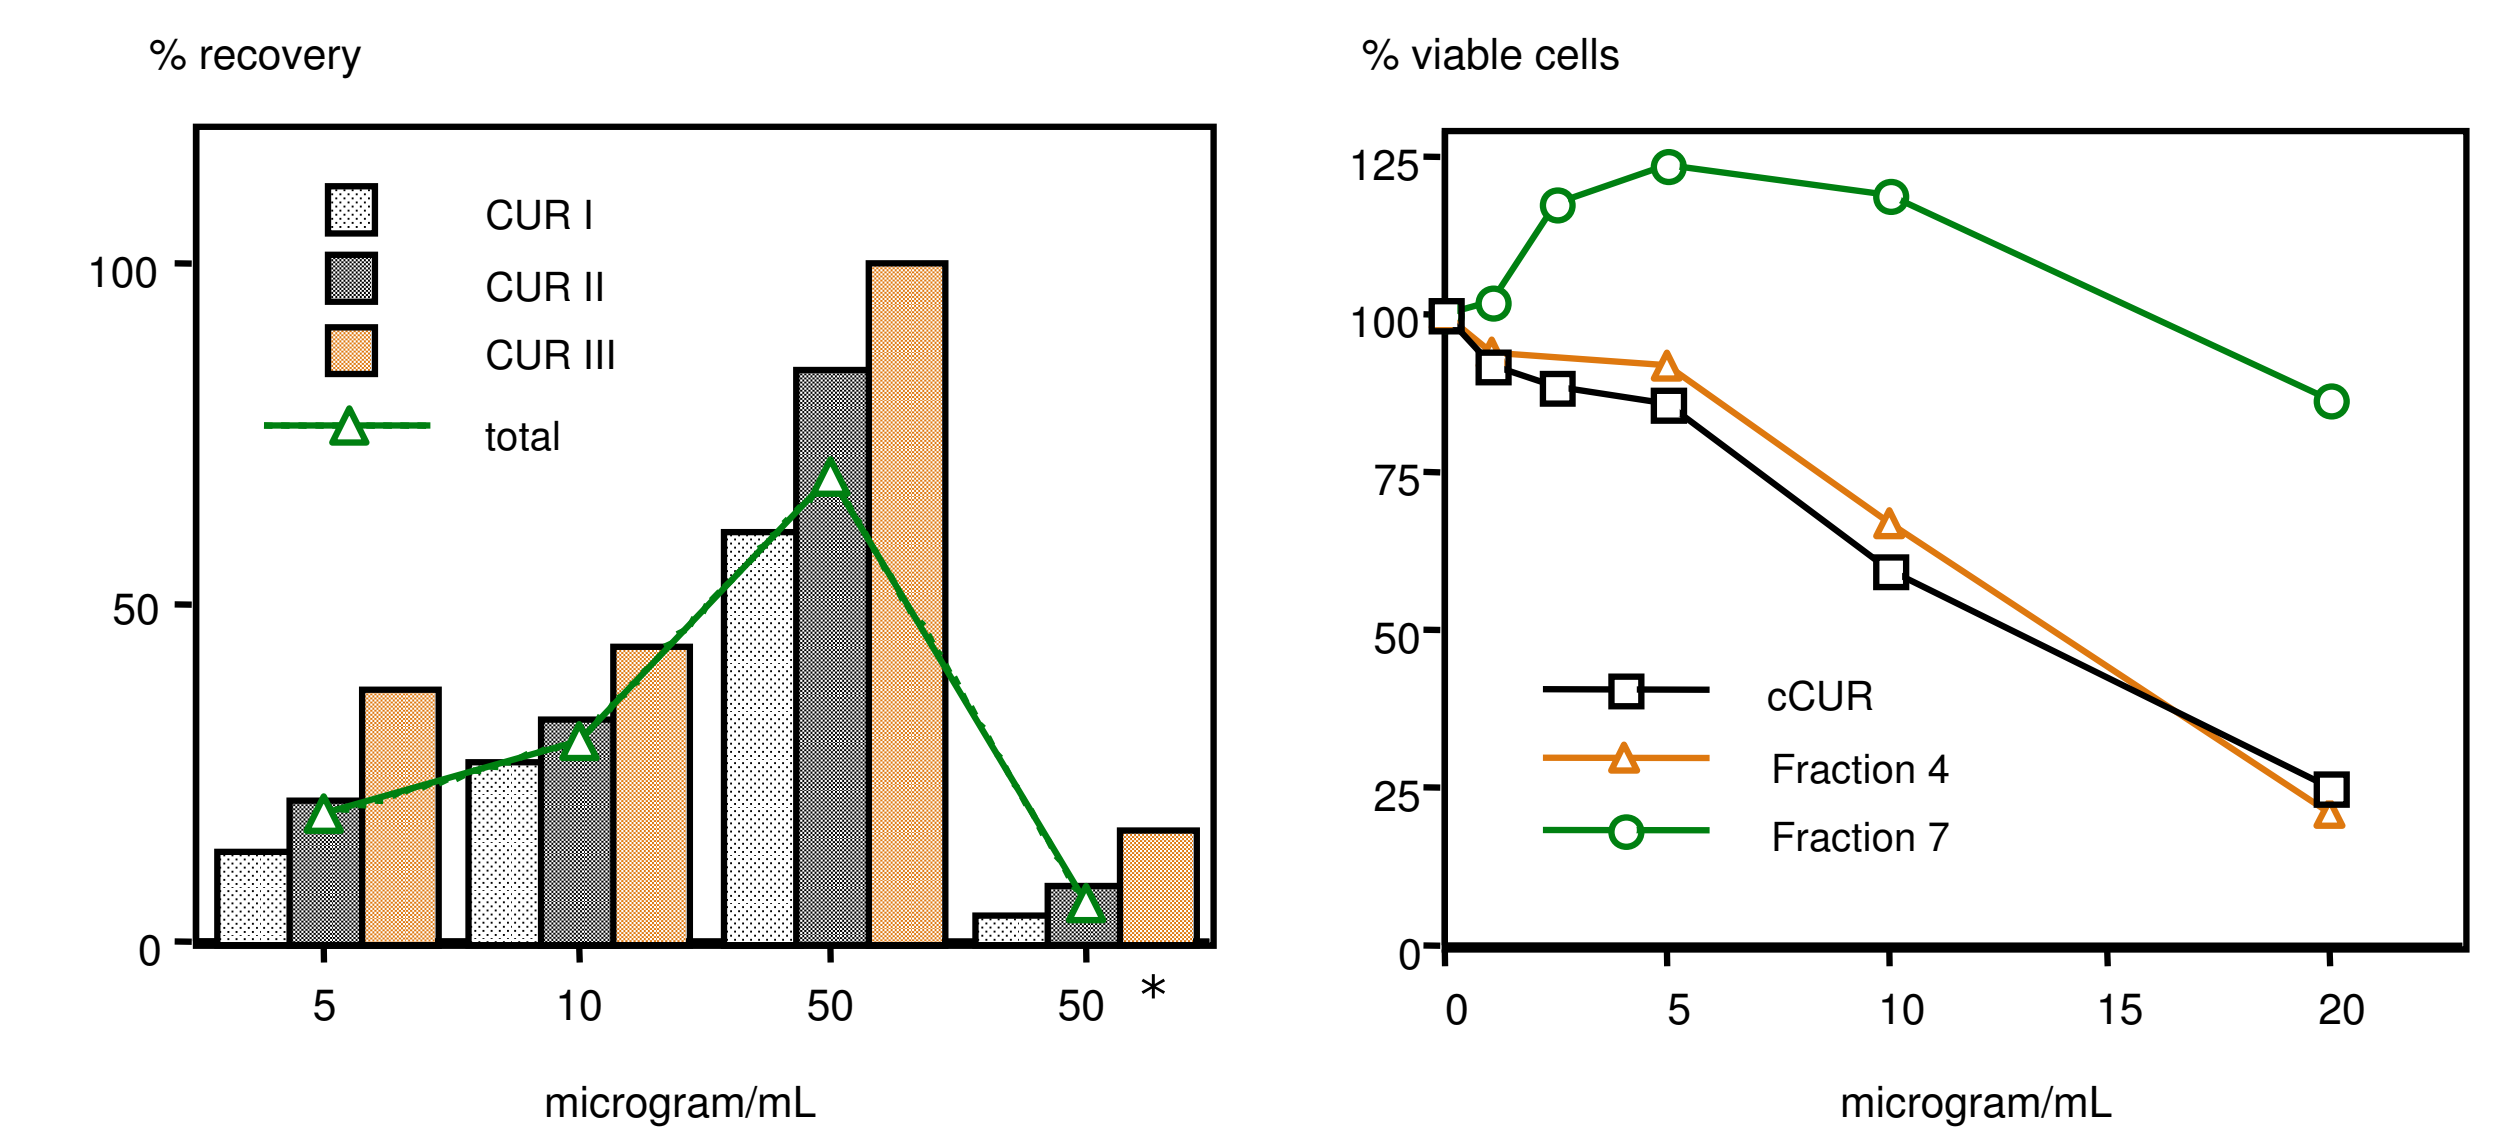 % recovery
100
50
0
CUR I
CUR II
CUR III
total
5
10
50
50 *
microgram/mL
% viable cells
125
100
75
50
25
0
cCUR
Fraction 4
Fraction 7
0
5
10
15
20
microgram/mL